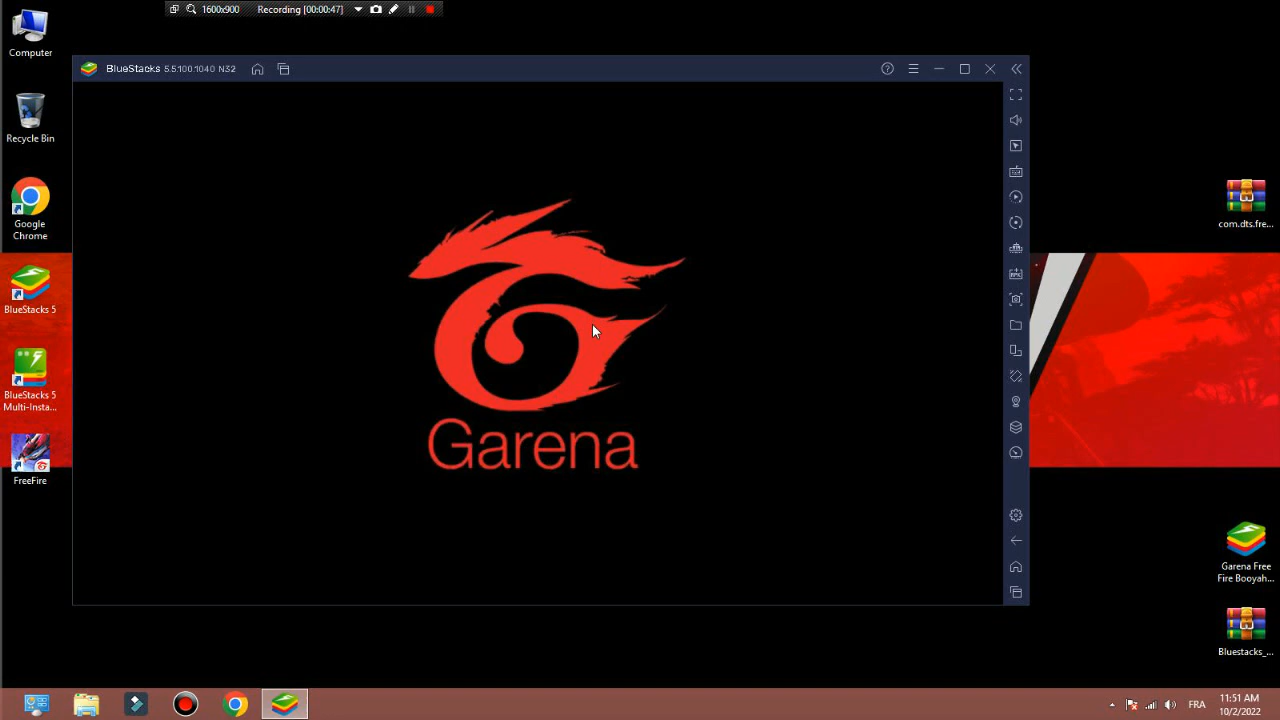 1600x900 Recording [00:00:47]
Computer
BlueStacks 5.5.100.1040 N32
Recycle Bin
Google
Chrome
com.dts.fre...
BlueStacks 5
BlueStacks 5
Multi-Insta...
Garena
FreeFire
Garena Free
Fire Booyah...
Bluestacks_...
FR
11:51 AM
10/2/2022